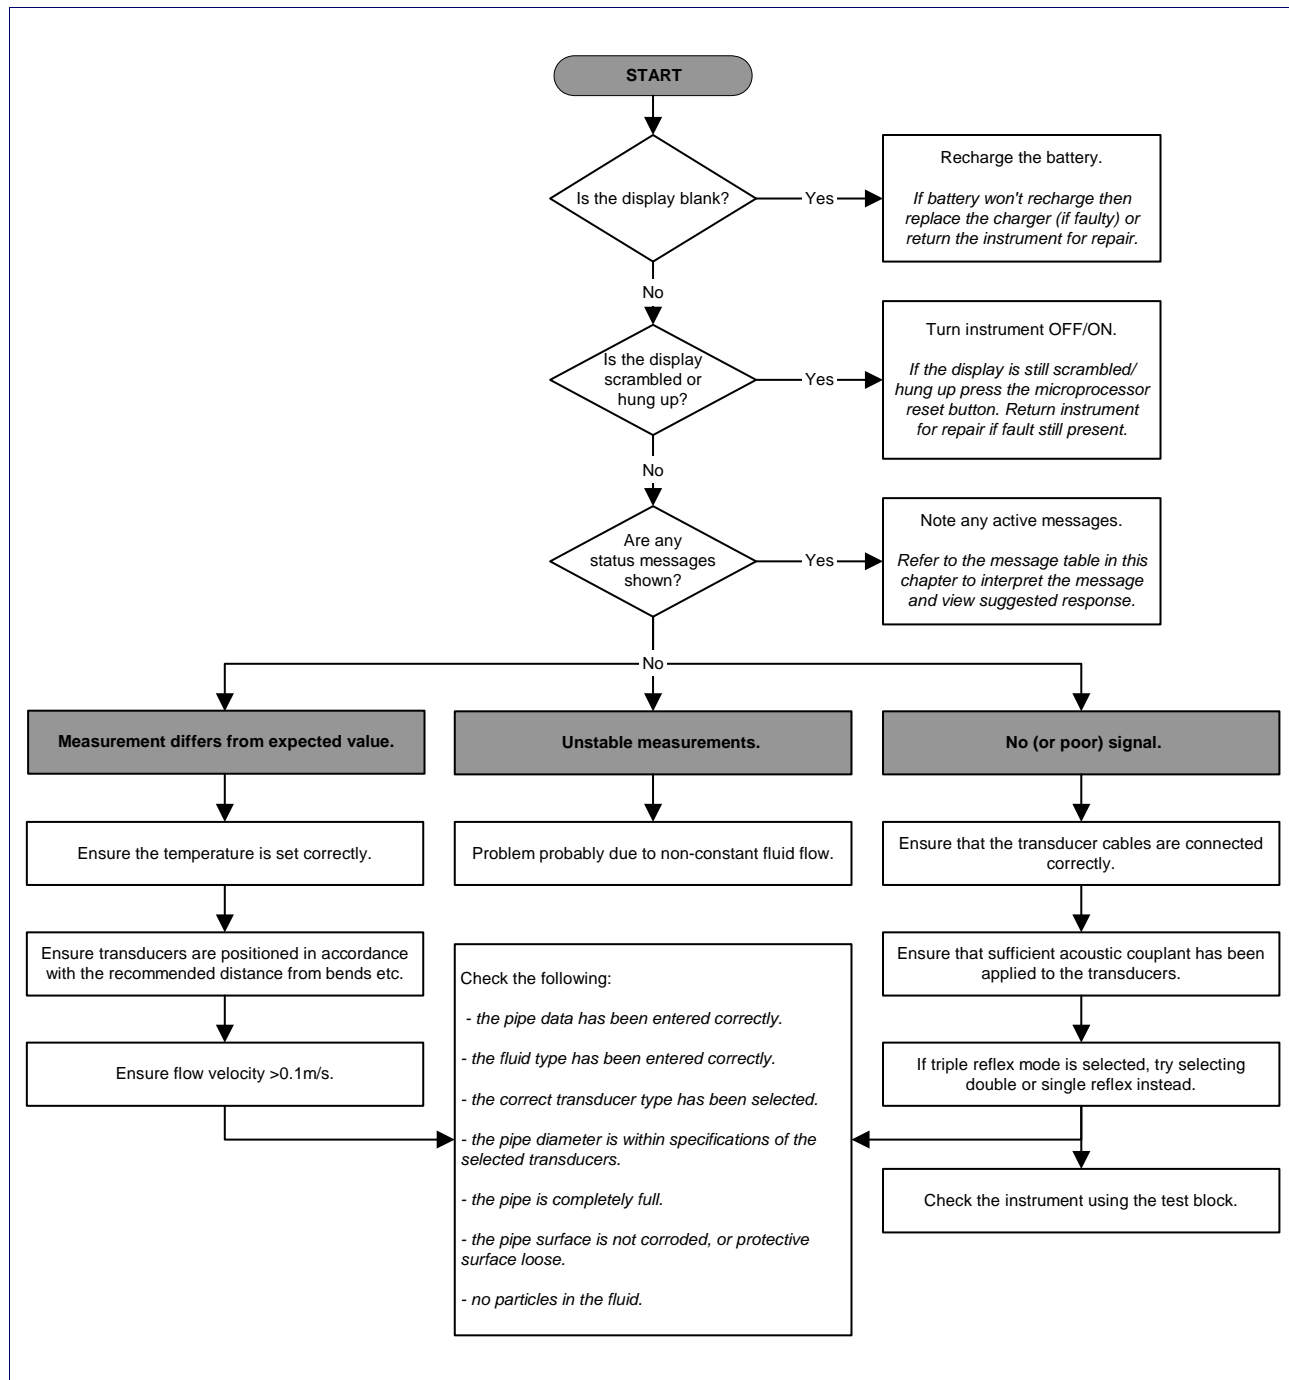 START
Is the display blank?
Yes
Recharge the battery.
If battery won't recharge then
replace the charger (if faulty) or
return the instrument for repair.
No
Is the display
scrambled or
hung up?
Yes
Turn instrument OFF/ON.
If the display is still scrambled/
hung up press the microprocessor
reset button. Return instrument
for repair if fault still present.
No
Are any
status messages
shown?
Yes
Note any active messages.
Refer to the message table in this
chapter to interpret the message
and view suggested response.
No
Measurement differs from expected value.
Unstable measurements.
No (or poor) signal.
Ensure the temperature is set correctly.
Problem probably due to non-constant fluid flow.
Ensure that the transducer cables are connected
correctly.
Ensure transducers are positioned in accordance
with the recommended distance from bends etc.
Ensure that sufficient acoustic couplant has been
applied to the transducers.
Ensure flow velocity >0.1m/s.
If triple reflex mode is selected, try selecting
double or single reflex instead.
Check the following:
- the pipe data has been entered correctly.
- the fluid type has been entered correctly.
- the correct transducer type has been selected.
- the pipe diameter is within specifications of the
selected transducers.
- the pipe is completely full.
- the pipe surface is not corroded, or protective
surface loose.
- no particles in the fluid.
Check the instrument using the test block.